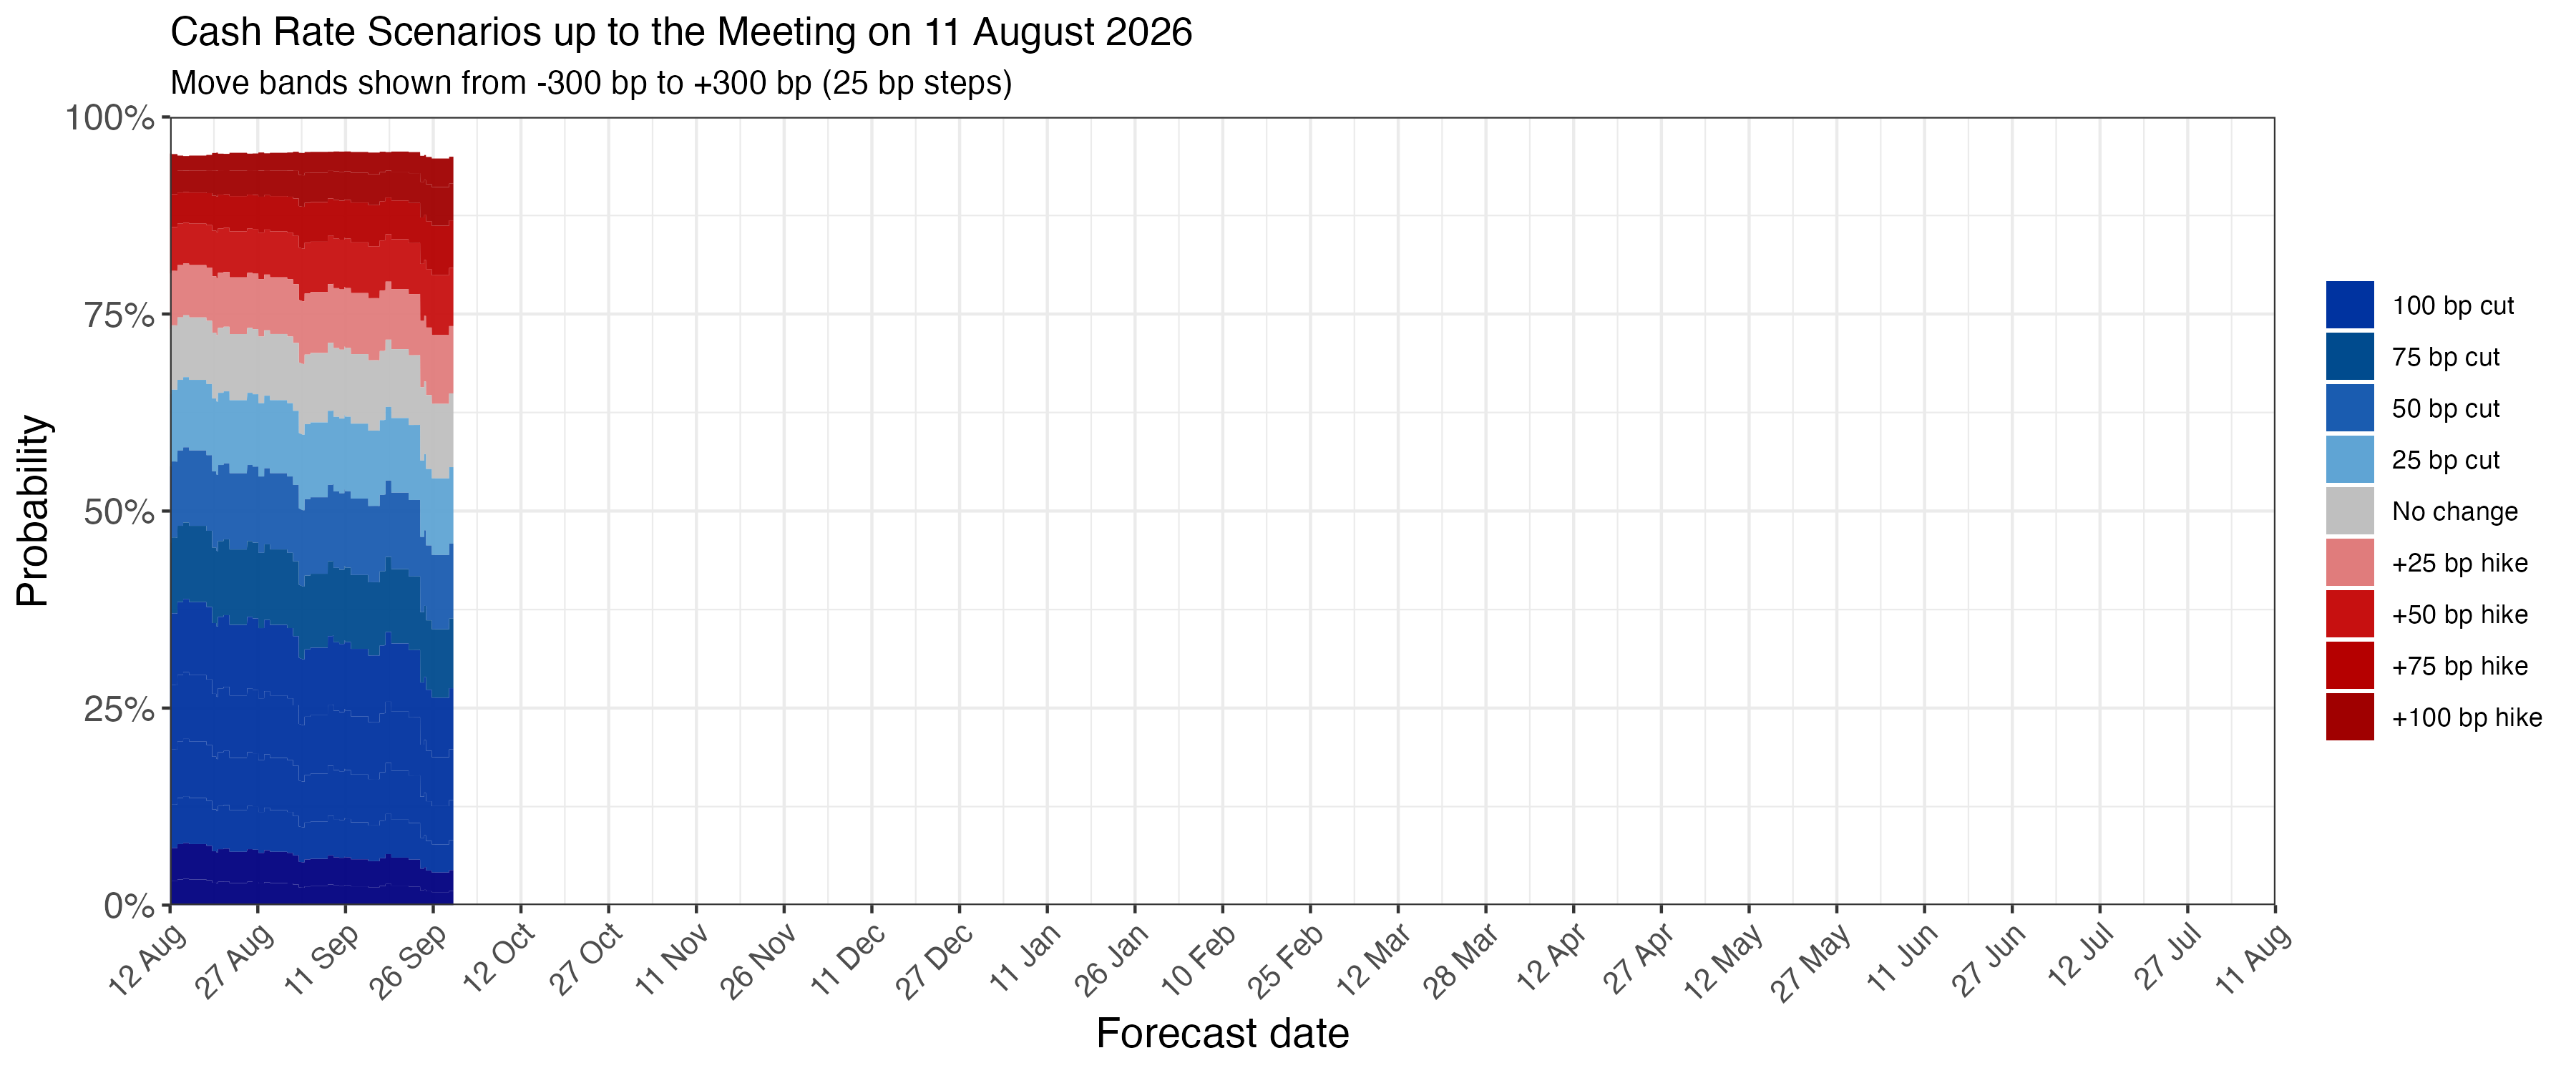 Cash Rate Scenarios up to the Meeting on 11 August 2026
Move bands shown from -300 bp to +300 bp (25 bp steps)
Probability
100%
75%
50%
25%
0%
12 Aug
27 Aug
11 Sep
26 Sep
12 Oct
27 Oct
11 Nov
26 Nov
11 Dec
27 Dec
11 Jan
26 Jan
10 Feb
25 Feb
12 Mar
28 Mar
12 Apr
27 Apr
12 May
27 May
11 Jun
27 Jun
12 Jul
27 Jul
11 Aug
Forecast date
100 bp cut
75 bp cut
50 bp cut
25 bp cut
No change
+25 bp hike
+50 bp hike
+75 bp hike
+100 bp hike